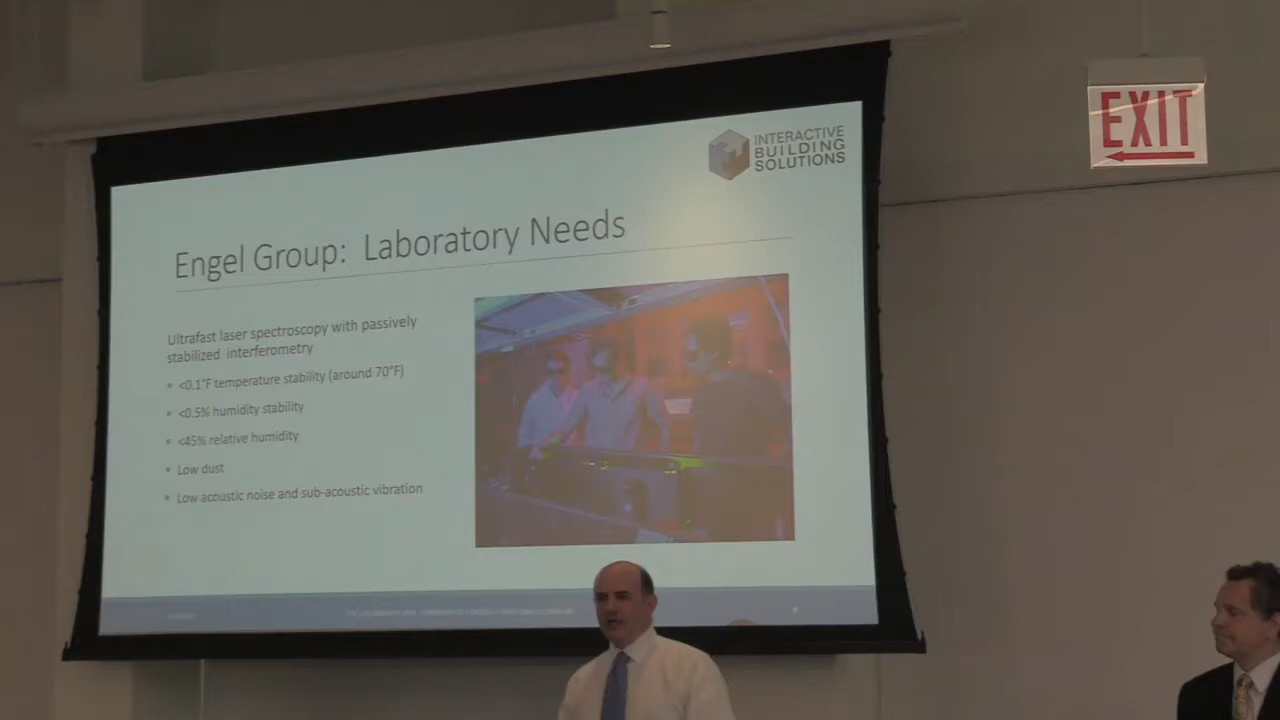 INTERACTIVE
BUILDING
SOLUTIONS
EXIT
Engel Group: Laboratory Needs
Ultrafast laser spectroscopy with passively
stabilized interferometry
<0.1°F temperature stability (around 70°F)
<0.5% humidity stability
<45% relative humidity
Low dust
Low acoustic noise and sub-acoustic vibration